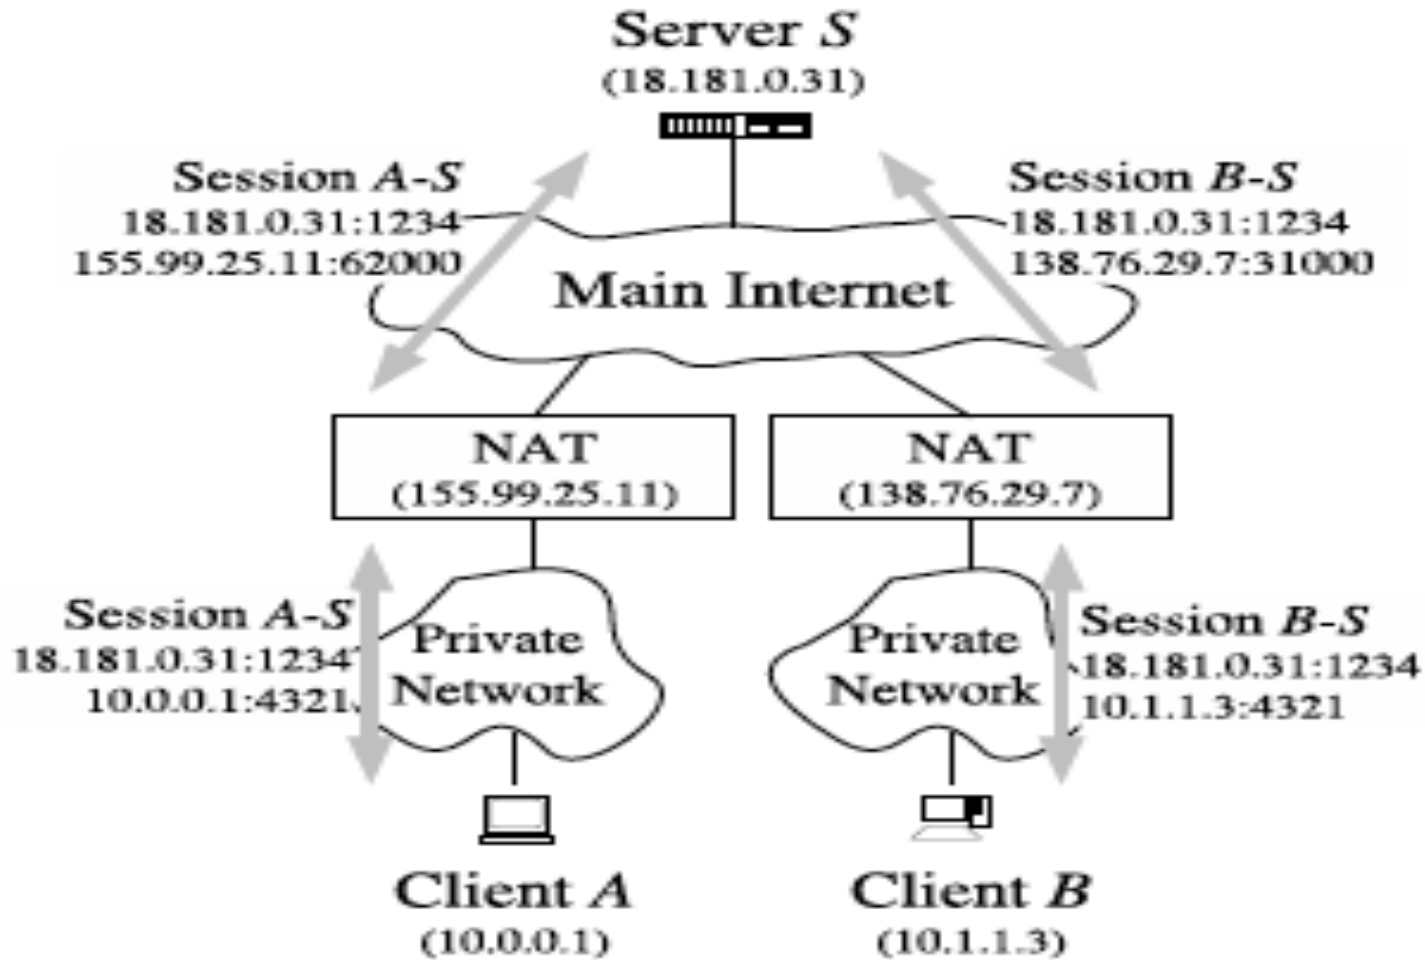 Server S
(18.181.0.31)
Session A-S
18.181.0.31:1234
155.99.25.11:62000
Session B-S
18.181.0.31:1234
138.76.29.7:31000
Main Internet
NAT
(155.99.25.11)
NAT
(138.76.29.7)
Session A-S
18.181.0.31:1234
10.0.0.1:4321
Private
Network
Private
Network
Session B-S
18.181.0.31:1234
10.1.1.3:4321
Client A
(10.0.0.1)
Client B
(10.1.1.3)